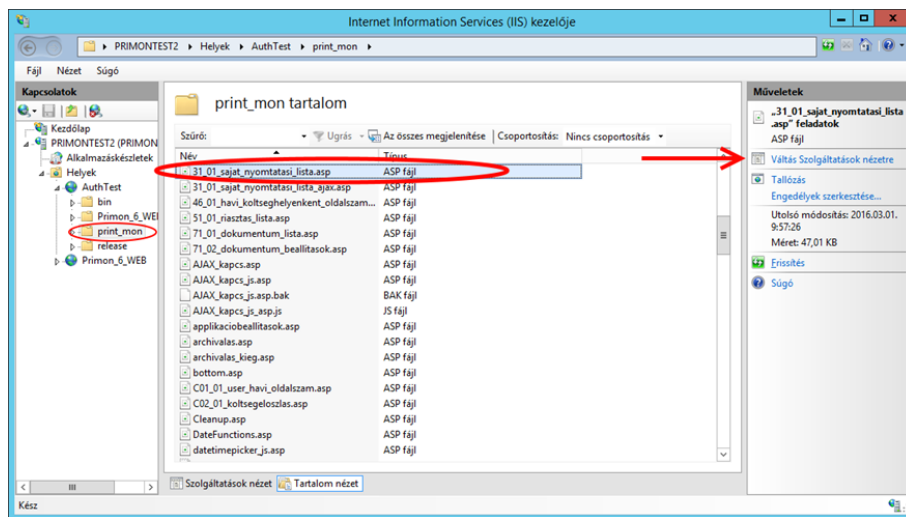 Internet Information Services (IIS) kezelője
PRIMONTEST2 Helyek AuthTest print_mon
Fájl Nézet Súgó
Kapcsolatok
Kezdőlap
PRIMONTEST2 (PRIMON
Alkalmazáskészletek
Helyek
AuthTest
bin
Primon_6_WEB
print_mon
release
Primon_6_WEB
print_mon tartalom
Szűrő: Ugrás Az összes megjelenítése Csoportosítás: Nincs csoportosítás
Név Típus
31_01_sajat_nyomtatasi_lista.asp ASP fájl
31_01_sajat_nyomtatasi_lista_ajax.asp ASP fájl
46_01_havi_koltseghelyenkent_oldalszam... ASP fájl
51_01_riasztas_lista.asp ASP fájl
71_01_dokumentum_lista.asp ASP fájl
71_02_dokumentum_beallitasok.asp ASP fájl
AJAX_kapcs.asp ASP fájl
AJAX_kapcs_js.asp ASP fájl
AJAX_kapcs_js.asp.bak BAK fájl
AJAX_kapcs_js_asp.js JS fájl
applikaciobeallitasok.asp ASP fájl
archivalas.asp ASP fájl
archivalas_kieg.asp ASP fájl
bottom.asp ASP fájl
C01_01_user_havi_oldalszam.asp ASP fájl
C02_01_koltsegeloszlas.asp ASP fájl
Cleanup.asp ASP fájl
DateFunctions.asp ASP fájl
datetimepicker_js.asp ASP fájl
Szolgáltatások nézet Tartalom nézet
Műveletek
„31_01_sajat_nyomtatasi_lista
.asp” feladatok
ASP fájl
Váltás Szolgáltatások nézetre
Tallózás
Engedélyek szerkesztése...
Utolsó módosítás: 2016.03.01.
9:57:26
Méret: 47,01 KB
Frissítés
Súgó
Kész